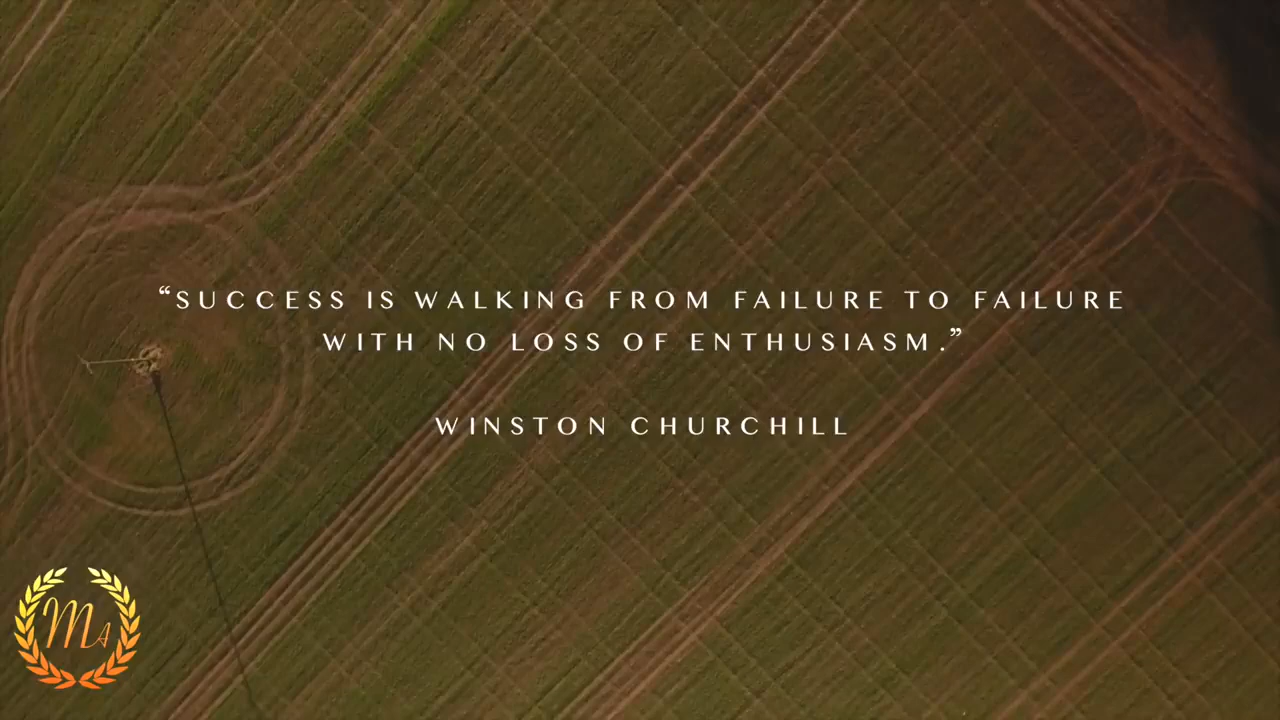 “SUCCESS IS WALKING FROM FAILURE TO FAILURE
WITH NO LOSS OF ENTHUSIASM.”
WINSTON CHURCHILL
MA